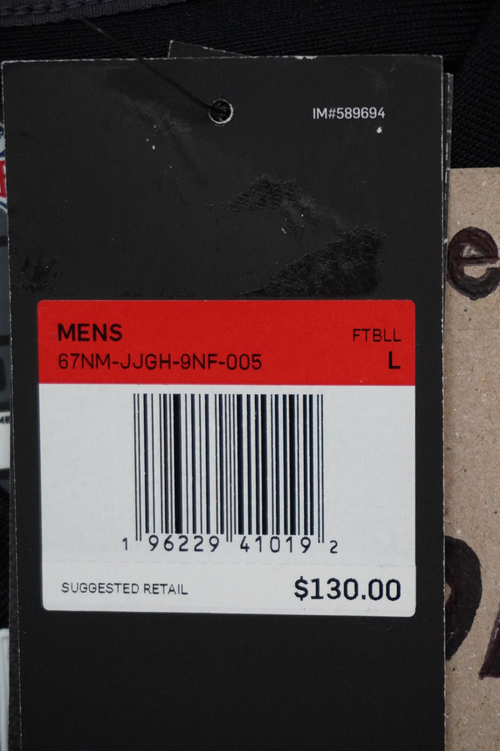 IM#589694
MENS FTBLL
67NM-JJGH-9NF-005 L
1 96229 41019 2
SUGGESTED RETAIL $130.00
e